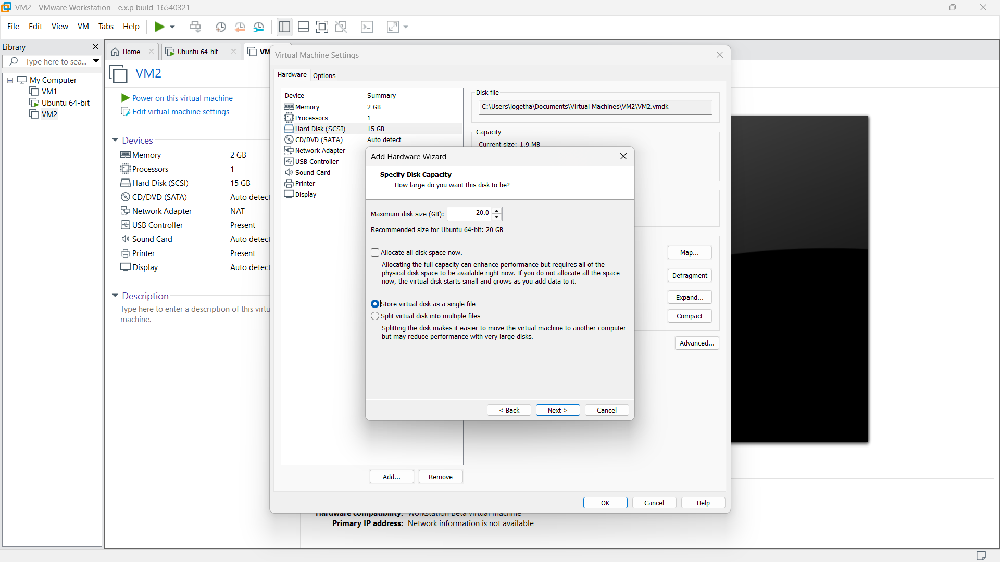 VM2 - VMware Workstation - e.x.p build-16540321
File Edit View VM Tabs Help
Library
Type here to sea...
My Computer
VM1
Ubuntu 64-bit
VM2
Home
Ubuntu 64-bit
VM
VM2
Power on this virtual machine
Edit virtual machine settings
Devices
Memory 2 GB
Processors 1
Hard Disk (SCSI) 15 GB
CD/DVD (SATA) Auto detect
Network Adapter NAT
USB Controller Present
Sound Card Auto detect
Printer Present
Display Auto detect
Description
Type here to enter a description of this virtu
machine.
Virtual Machine Settings
Hardware Options
Device Summary
Memory 2 GB
Processors 1
Hard Disk (SCSI) 15 GB
CD/DVD (SATA) Auto detect
Network Adapter
USB Controller
Sound Card
Printer
Display
Add... Remove
Disk file
C:\Users\logetha\Documents\Virtual Machines\VM2\VM2.vmdk
Capacity
Current size: 1.9 MB
Map...
Defragment
Expand...
Compact
Advanced...
Add Hardware Wizard
Specify Disk Capacity
How large do you want this disk to be?
Maximum disk size (GB): 20.0
Recommended size for Ubuntu 64-bit: 20 GB
Allocate all disk space now.
Allocating the full capacity can enhance performance but requires all of the
physical disk space to be available right now. If you do not allocate all the space
now, the virtual disk starts small and grows as you add data to it.
Store virtual disk as a single file
Split virtual disk into multiple files
Splitting the disk makes it easier to move the virtual machine to another computer
but may reduce performance with very large disks.
< Back Next > Cancel
OK Cancel Help
Hardware compatibility: Workstation Beta virtual machine
Primary IP address: Network information is not available